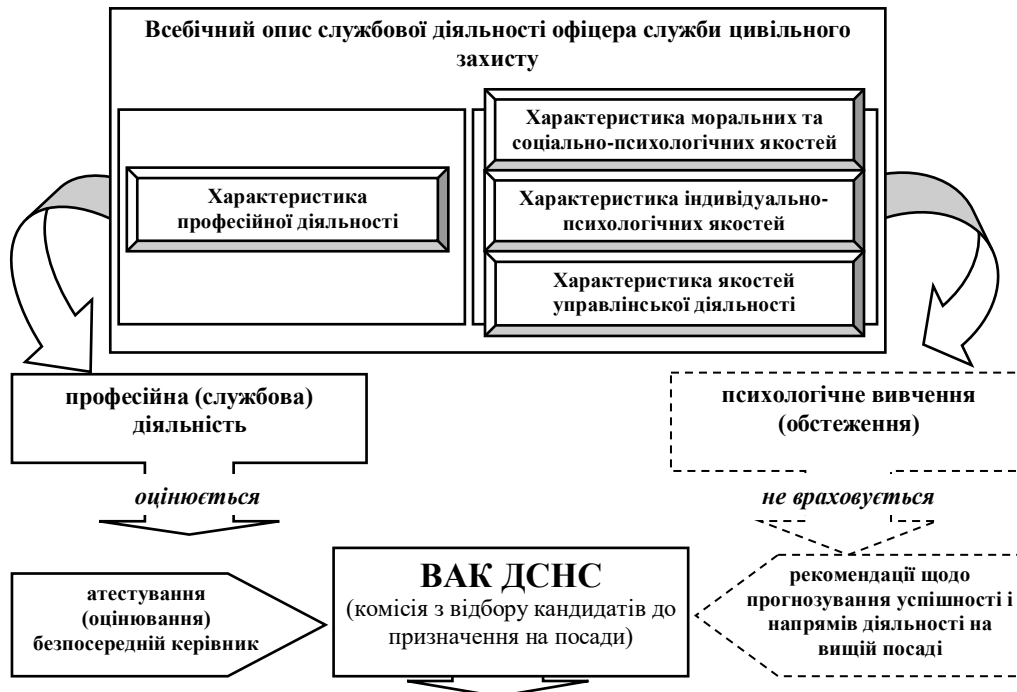 Всебічний опис службової діяльності офіцера служби цивільного
захисту
Характеристика
професійної діяльності
Характеристика моральних та
соціально-психологічних якостей
Характеристика індивідуально-
психологічних якостей
Характеристика якостей
управлінської діяльності
професійна (службова)
діяльність
психологічне вивчення
(обстеження)
оцінюється
не враховується
атестування
(оцінювання)
безпосередній керівник
ВАК ДСНС
(комісія з відбору кандидатів до
призначення на посади)
рекомендації щодо
прогнозування успішності і
напрямів діяльності на
вищій посаді